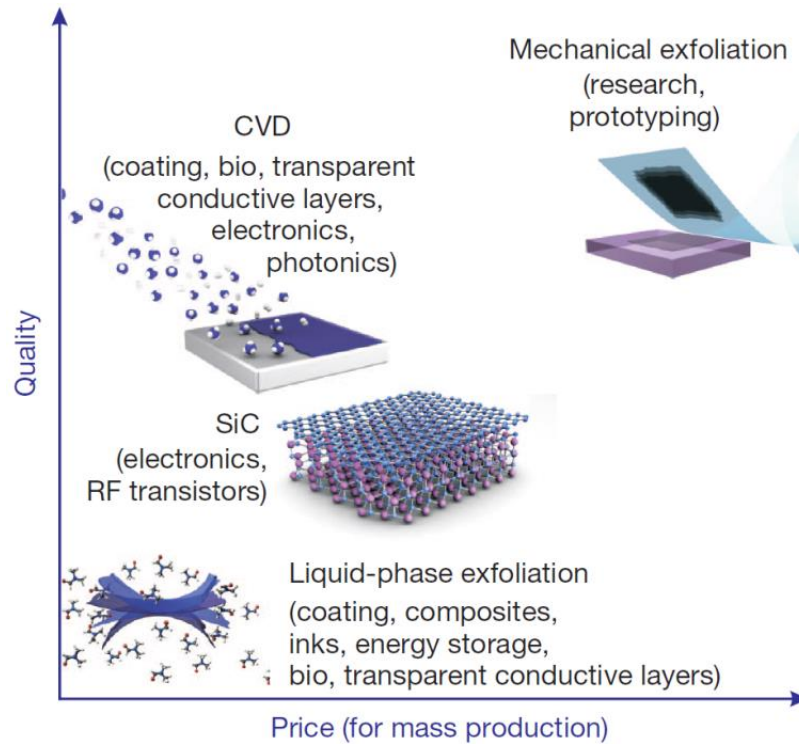 Mechanical exfoliation
(research,
prototyping)
CVD
(coating, bio, transparent
conductive layers,
electronics,
photonics)
Quality
SiC
(electronics,
RF transistors)
Liquid-phase exfoliation
(coating, composites,
inks, energy storage,
bio, transparent conductive layers)
Price (for mass production)